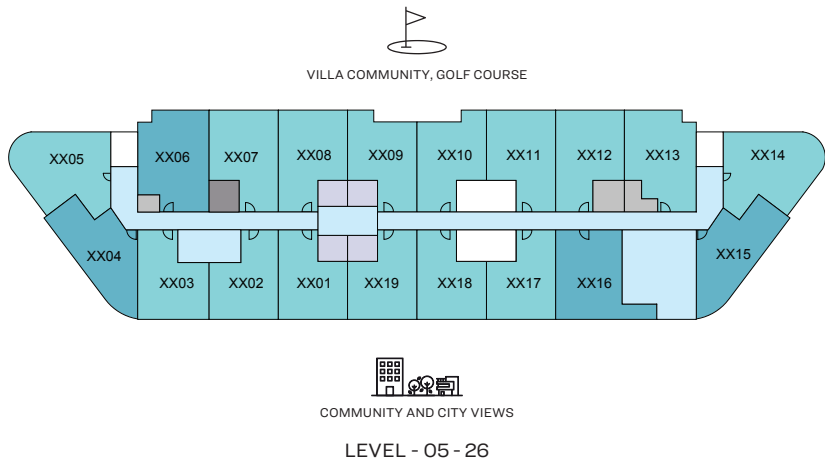 VILLA COMMUNITY, GOLF COURSE
XX05
XX06
XX07
XX08
XX09
XX10
XX11
XX12
XX13
XX14
XX04
XX03
XX02
XX01
XX19
XX18
XX17
XX16
XX15
COMMUNITY AND CITY VIEWS
LEVEL - 05 - 26